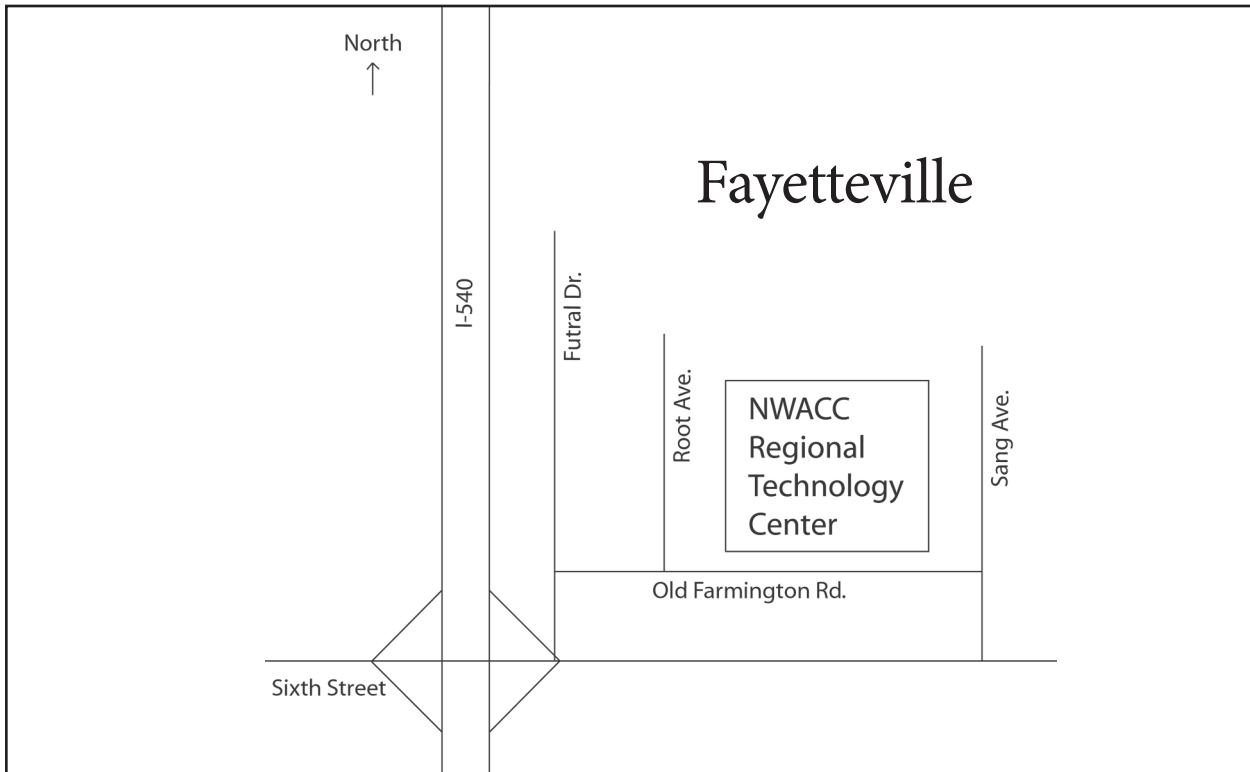 North
Fayetteville
I-540
Futral Dr.
Root Ave.
NWACC
Regional
Technology
Center
Sang Ave.
Old Farmington Rd.
Sixth Street